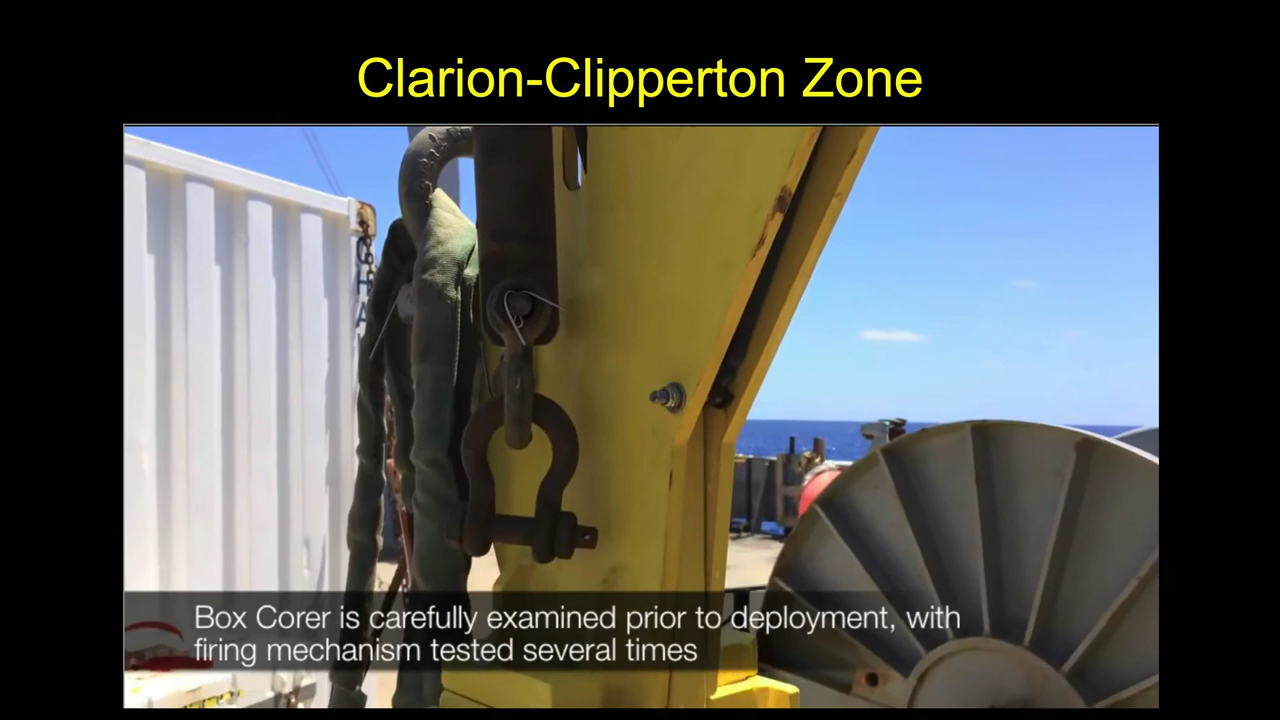 Clarion-Clipperton Zone
Box Corer is carefully examined prior to deployment, with
firing mechanism tested several times